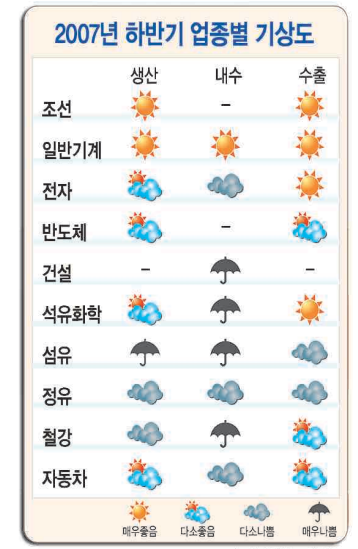 2007년 하반기 업종별 기상도
생산 내수 수출
조선 -
일반기계
전자
반도체 -
건설 - -
석유화학
섬유
정유
철강
자동차
매우좋음 다소좋음 다소나쁨 매우나쁨